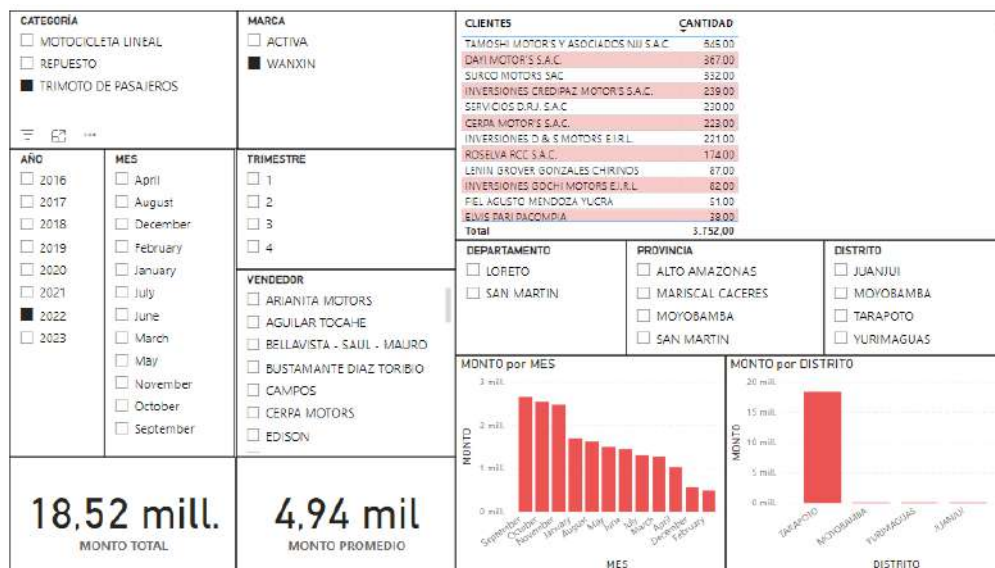 CATEGORÍA
MOTOCICLETA LINEAL
REPUESTO
TRIMOTO DE PASAJEROS
MARCA
ACTIVA
WANXIN
CLIENTES CANTIDAD
TAMOSHI MOTOR'S Y ASOCIADOS NIJ S.A.C.
DAYI MOTOR'S S.A.C. 367.00
SURCO MOTORS SAC 332.00
INVERSIONES CREDIPAZ MOTOR'S S.A.C. 239.00
SERVICIOS D.R.J. S.A.C 230.00
CERPA MOTOR'S S.A.C. 223.00
INVERSIONES D & S MOTORS E.I.R.L. 221.00
ROSELVA RCC S.A.C. 174.00
LENIN GROVER GONZALES CHIRINOS 87.00
INVERSIONES GOCHI MOTORS E.I.R.L. 82.00
FIEL AGUSTO MENDOZA YUCRA 51.00
ELVIS PARI PACOMPIA 39.00
Total 3.752,00
AÑO
2016
2017
2018
2019
2020
2021
2022
2023
MES
April
August
December
February
January
July
June
March
May
November
October
September
TRIMESTRE
1
2
3
4
VENDEDOR
ARIANITA MOTORS
AGUILAR TOCAHE
BELLAVISTA - SAUL - MAURO
BUSTAMANTE DIAZ TORIBIO
CAMPOS
CERPA MOTORS
EDISON
DEPARTAMENTO
LORETO
SAN MARTIN
PROVINCIA
ALTO AMAZONAS
MARISCAL CACERES
MOYOBAMBA
SAN MARTIN
DISTRITO
JUANJUI
MOYOBAMBA
TARAPOTO
YURIMAGUAS
18,52 mill.
MONTO TOTAL
4,94 mil
MONTO PROMEDIO
MONTO por MES
MONTO
3 mill.
2 mill.
1 mill.
0 mill.
September
October
November
January
August
May
June
July
March
April
December
February
MES
MONTO por DISTRITO
MONTO
20 mill.
15 mill.
10 mill.
5 mill.
0 mill.
TARAPOTO
MOYOBAMBA
YURIMAGUAS
JUANJUI
DISTRITO